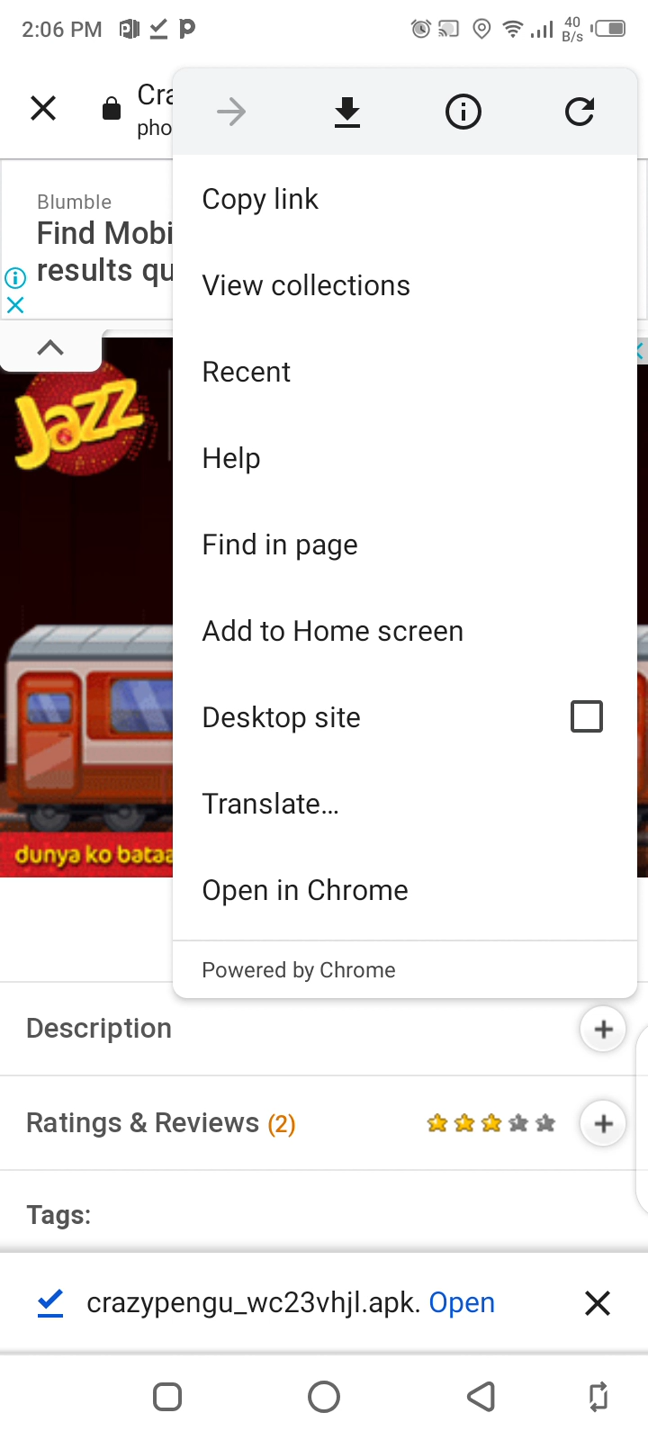 2:06 PM
40
B/s
Cra
pho
Blumble
Find Mobi
results qu
Copy link
View collections
Recent
Help
Find in page
Add to Home screen
Desktop site
Translate...
Open in Chrome
Powered by Chrome
Jazz
dunya ko bataa
Description
Ratings & Reviews (2)
Tags:
crazypengu_wc23vhjl.apk. Open